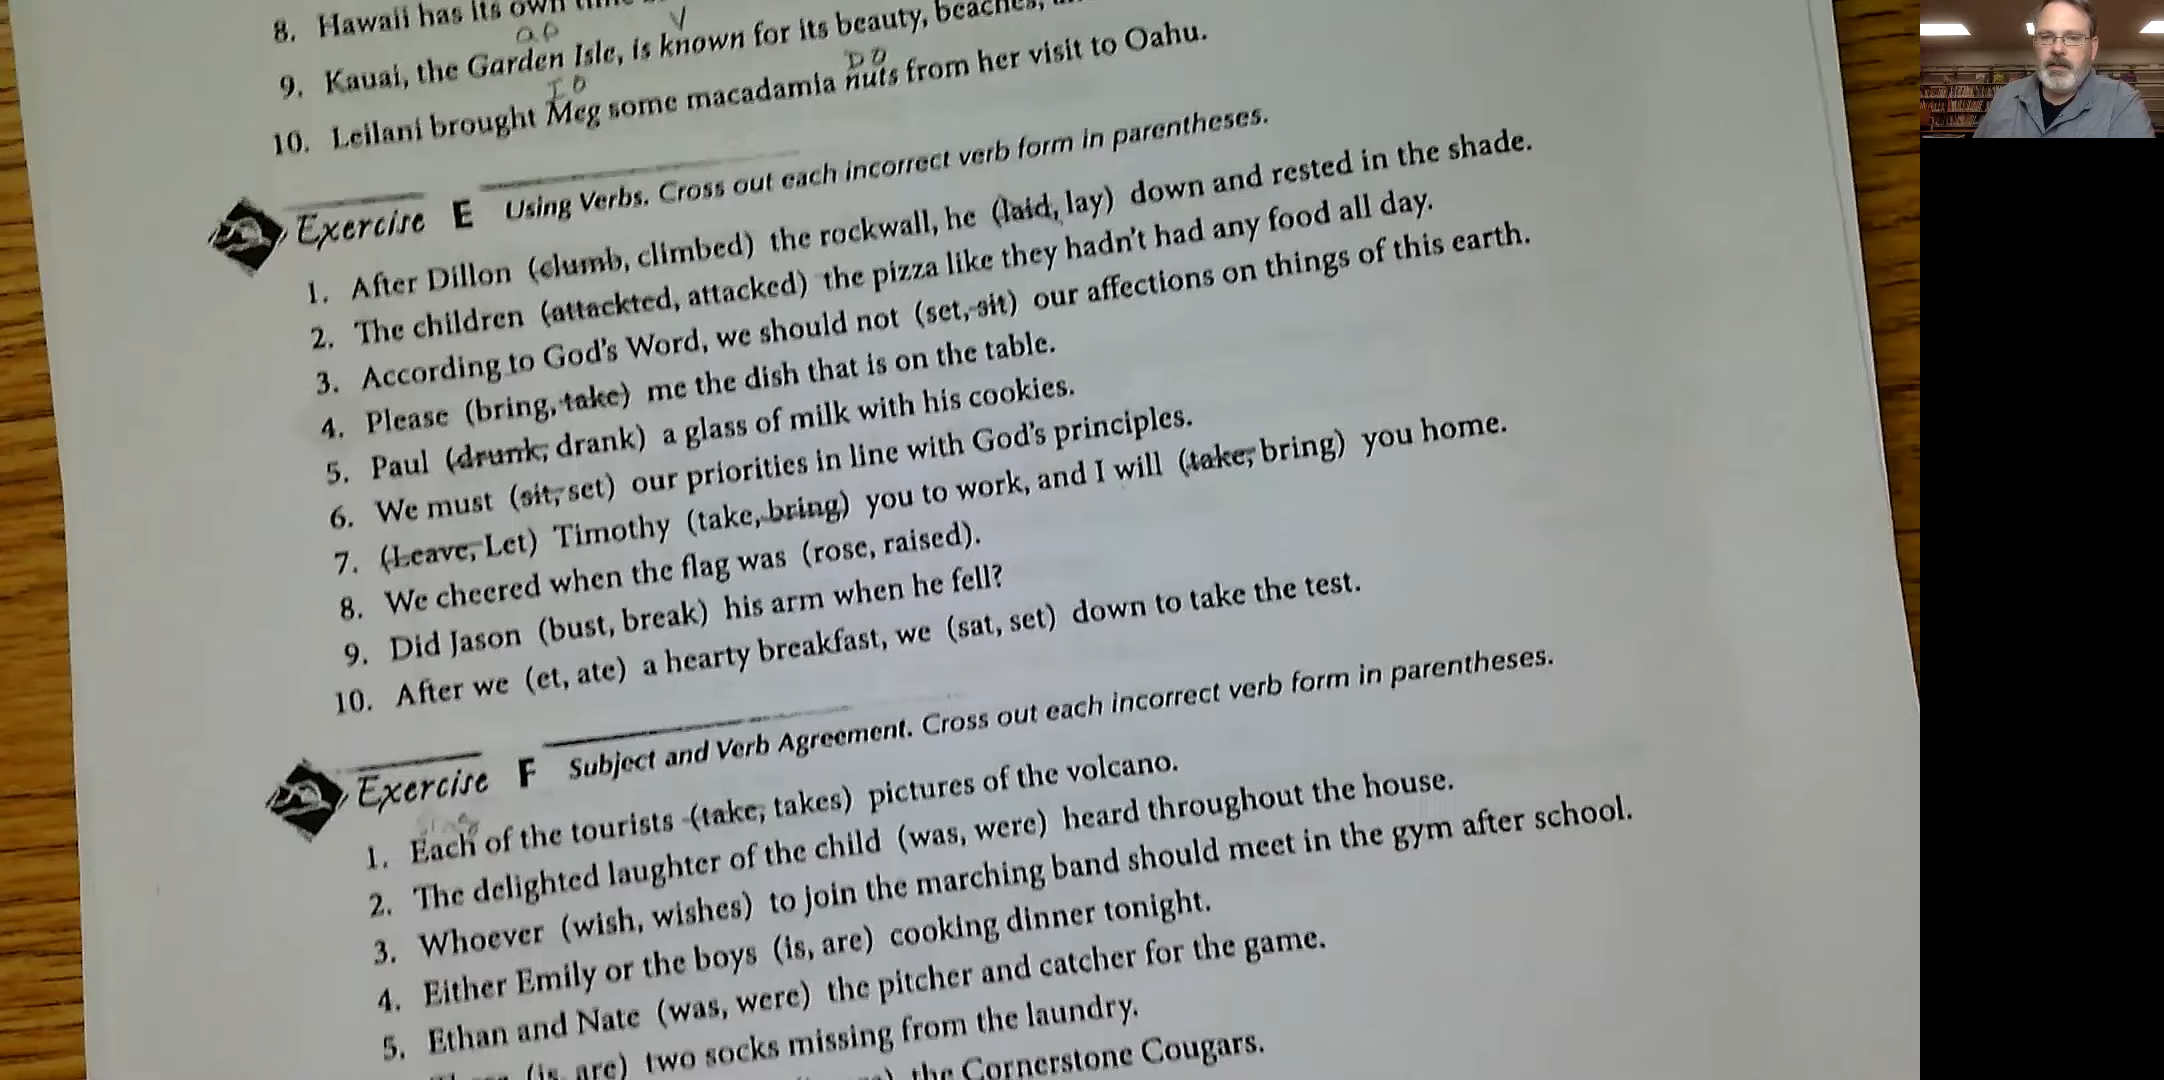 8. Hawaii has its own
ap V
9. Kauai, the Garden Isle, is known for its beauty, beaches,
IO DO
10. Leilani brought Meg some macadamia nuts from her visit to Oahu.
Exercise E Using Verbs. Cross out each incorrect verb form in parentheses.
1. After Dillon (clumb, climbed) the rockwall, he (laid, lay) down and rested in the shade.
2. The children (attackted, attacked) the pizza like they hadn't had any food all day.
3. According to God's Word, we should not (set, sit) our affections on things of this earth.
4. Please (bring, take) me the dish that is on the table.
5. Paul (drunk, drank) a glass of milk with his cookies.
6. We must (sit, set) our priorities in line with God's principles.
7. (Leave, Let) Timothy (take, bring) you to work, and I will (take, bring) you home.
8. We cheered when the flag was (rose, raised).
9. Did Jason (bust, break) his arm when he fell?
10. After we (et, ate) a hearty breakfast, we (sat, set) down to take the test.
Exercise F Subject and Verb Agreement. Cross out each incorrect verb form in parentheses.
1. Each of the tourists (take, takes) pictures of the volcano.
2. The delighted laughter of the child (was, were) heard throughout the house.
3. Whoever (wish, wishes) to join the marching band should meet in the gym after school.
4. Either Emily or the boys (is, are) cooking dinner tonight.
5. Ethan and Nate (was, were) the pitcher and catcher for the game.
(is, are) two socks missing from the laundry.
the Cornerstone Cougars.